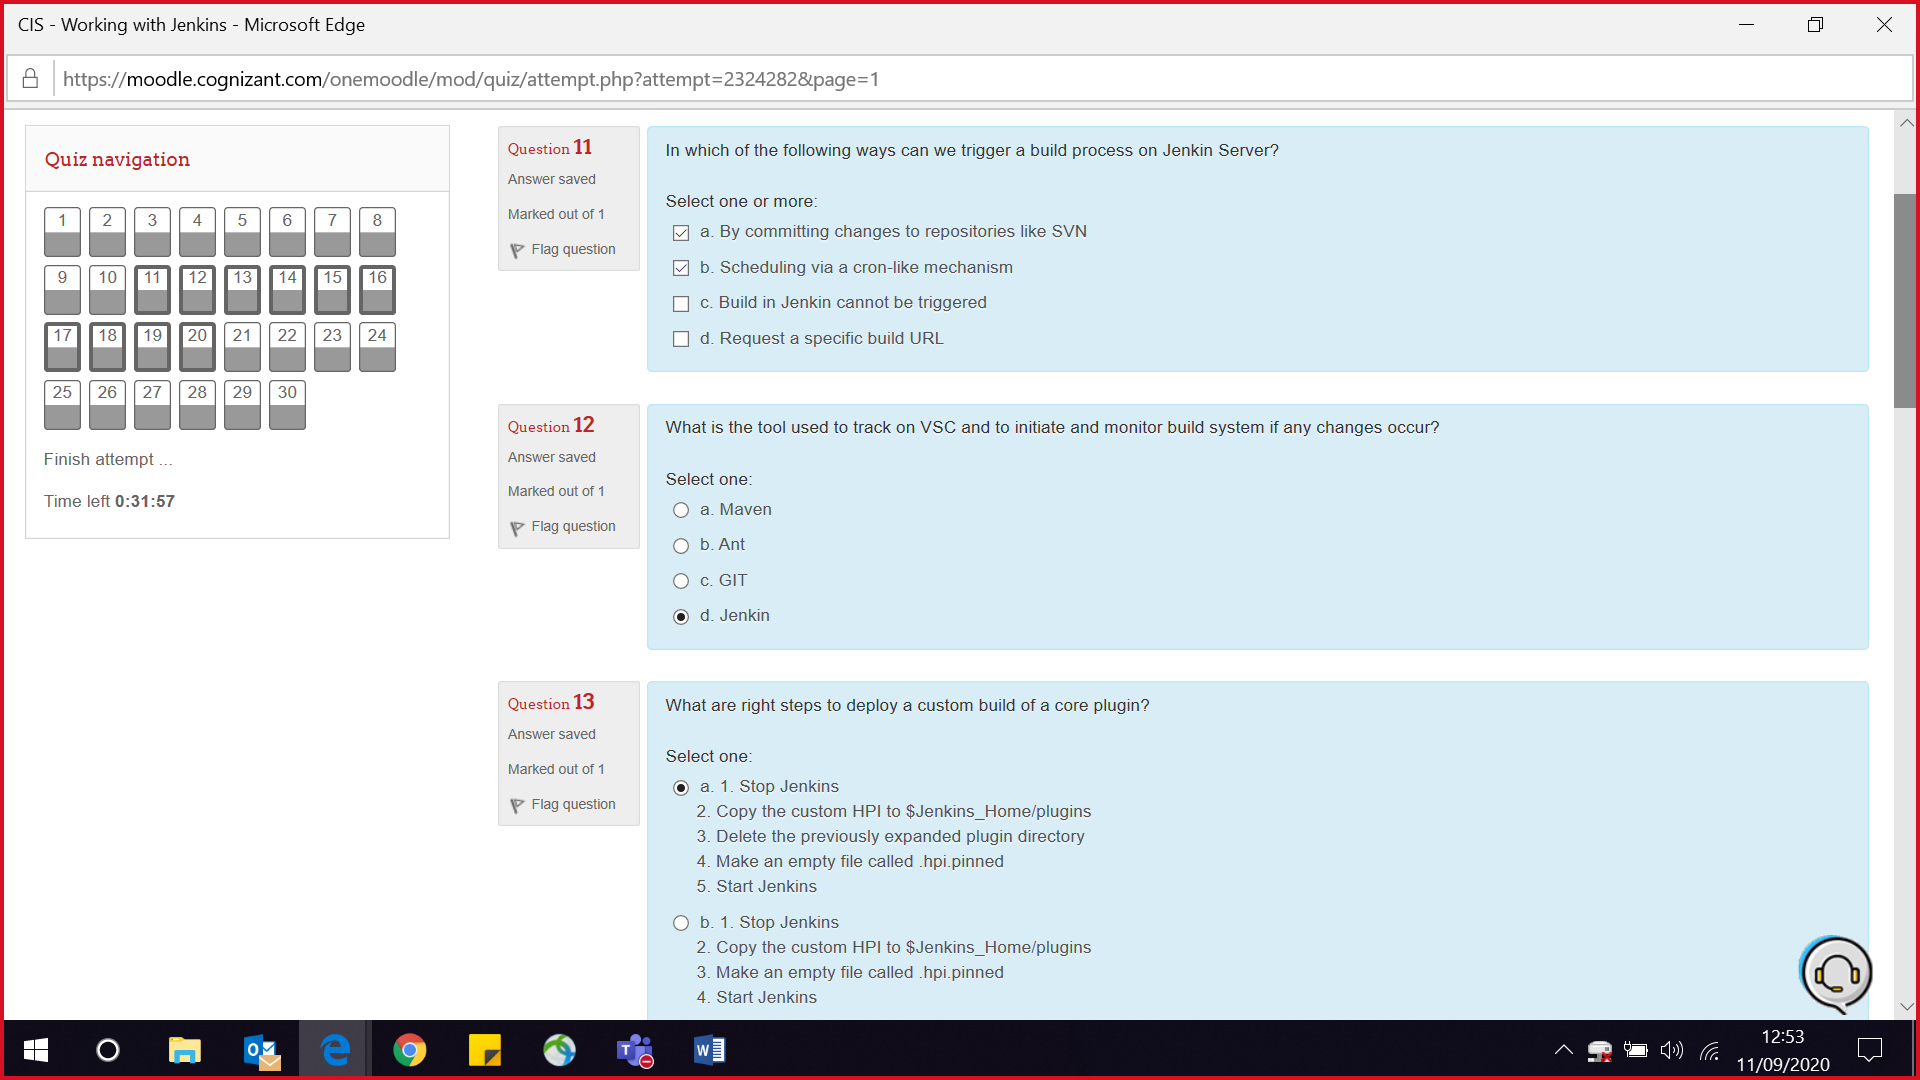 CIS - Working with Jenkins - Microsoft Edge
https://moodle.cognizant.com/onemoodle/mod/quiz/attempt.php?attempt=2324282&page=1
Quiz navigation
1 2 3 4 5 6 7 8
9 10 11 12 13 14 15 16
17 18 19 20 21 22 23 24
25 26 27 28 29 30
Finish attempt ...
Time left 0:31:57
Question 11
Answer saved
Marked out of 1
Flag question
In which of the following ways can we trigger a build process on Jenkin Server?
Select one or more:
a. By committing changes to repositories like SVN
b. Scheduling via a cron-like mechanism
c. Build in Jenkin cannot be triggered
d. Request a specific build URL
Question 12
Answer saved
Marked out of 1
Flag question
What is the tool used to track on VSC and to initiate and monitor build system if any changes occur?
Select one:
a. Maven
b. Ant
c. GIT
d. Jenkin
Question 13
Answer saved
Marked out of 1
Flag question
What are right steps to deploy a custom build of a core plugin?
Select one:
a. 1. Stop Jenkins
2. Copy the custom HPI to $Jenkins_Home/plugins
3. Delete the previously expanded plugin directory
4. Make an empty file called .hpi.pinned
5. Start Jenkins
b. 1. Stop Jenkins
2. Copy the custom HPI to $Jenkins_Home/plugins
3. Make an empty file called .hpi.pinned
4. Start Jenkins
12:53
11/09/2020